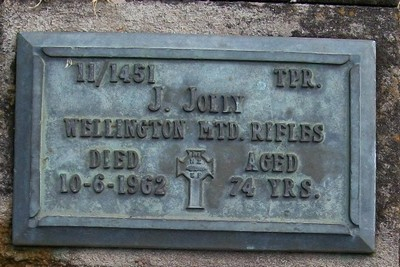 11/1451 TPR.
J. JOLLY
WELLINGTON MTD. RIFLES
DIED AGED
10-6-1962 74 YRS.